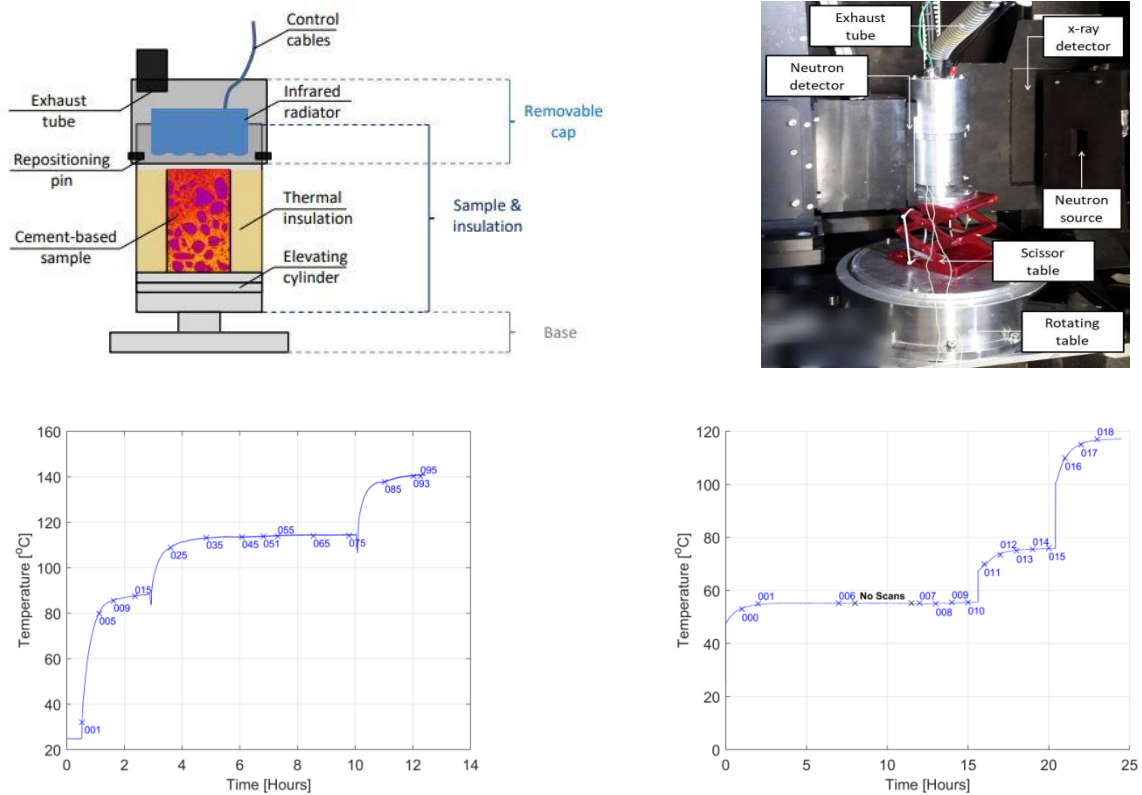 Control
cables
Exhaust
tube
Infrared
radiator
Removable
cap
Repositioning
pin
Thermal
insulation
Sample &
insulation
Cement-based
sample
Elevating
cylinder
Base
Exhaust
tube
x-ray
detector
Neutron
detector
Neutron
source
Scissor
table
Rotating
table
Temperature [°C]
160
140
120
100
80
60
40
20
0
2
4
6
8
10
12
14
Time [Hours]
001
005
009
015
025
035
045
051
055
065
075
085
093
095
Temperature [°C]
120
100
80
60
40
20
0
0
5
10
15
20
25
Time [Hours]
000
001
006
No Scans
007
008
009
010
011
012
013
014
015
016
017
018